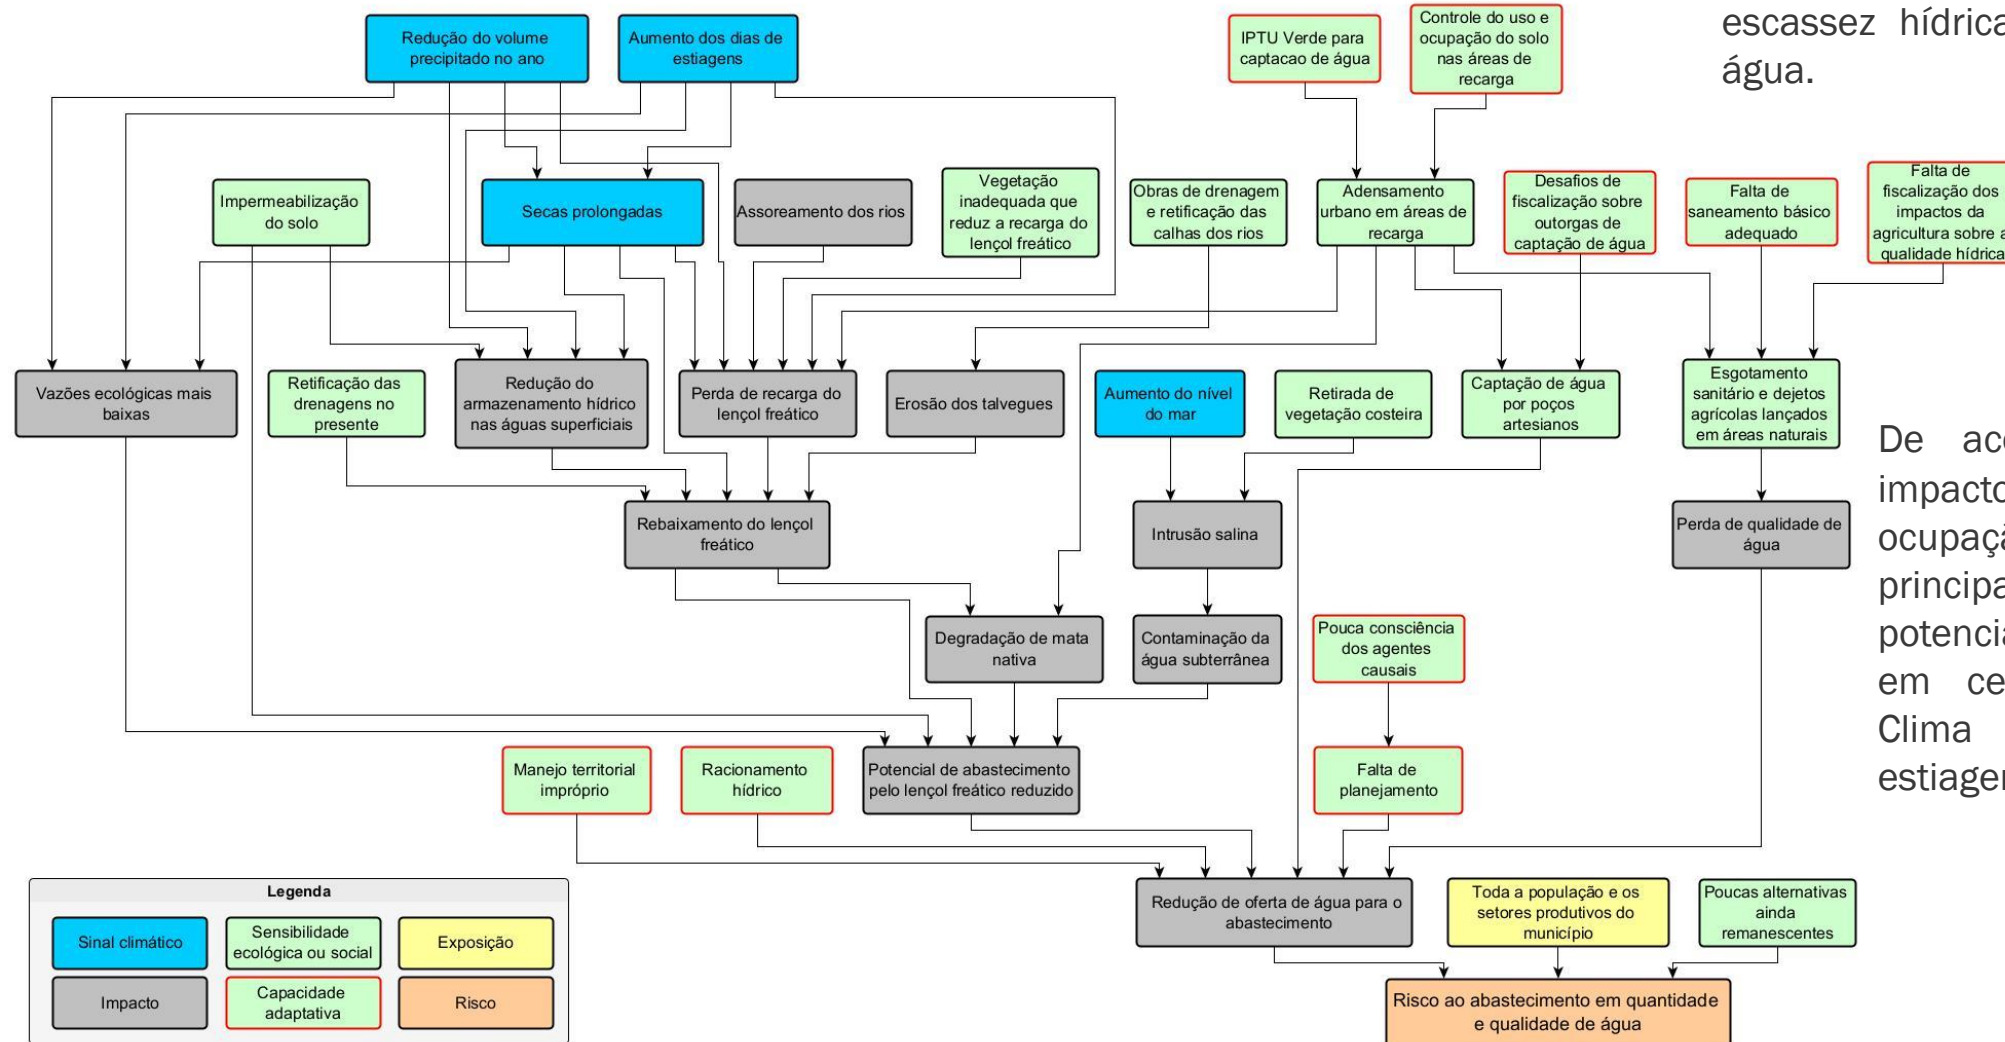 Redução do volume
precipitado no ano
Aumento dos dias de
estiagens
IPTU Verde para
captacao de água
Controle do uso e
ocupação do solo
nas áreas de
recarga
escassez hídrica
água.
Impermeabilização
do solo
Secas prolongadas
Assoreamento dos rios
Vegetação
inadequada que
reduz a recarga do
lençol freático
Obras de drenagem
e retificação das
calhas dos rios
Adensamento
urbano em áreas de
recarga
Desafios de
fiscalização sobre
outorgas de
captação de água
Falta de
saneamento básico
adequado
Falta de
fiscalização dos
impactos da
agricultura sobre a
qualidade hídrica
Vazões ecológicas mais
baixas
Retificação das
drenagens no
presente
Redução do
armazenamento hídrico
nas águas superficiais
Perda de recarga do
lençol freático
Erosão dos talvegues
Aumento do nível
do mar
Retirada de
vegetação costeira
Captação de água
por poços
artesianos
Esgotamento
sanitário e dejetos
agrícolas lançados
em áreas naturais
Rebaixamento do lençol
freático
Intrusão salina
Perda de qualidade de
água
Degradação de mata
nativa
Contaminação da
água subterrânea
Pouca consciência
dos agentes
causais
Manejo territorial
impróprio
Racionamento
hídrico
Potencial de abastecimento
pelo lençol freático reduzido
Falta de
planejamento
Redução de oferta de água para o
abastecimento
Toda a população e os
setores produtivos do
município
Poucas alternativas
ainda
remanescentes
Risco ao abastecimento em quantidade
e qualidade de água
Legenda
Sinal climático
Sensibilidade
ecológica ou social
Exposição
Impacto
Capacidade
adaptativa
Risco
De
em
Clima